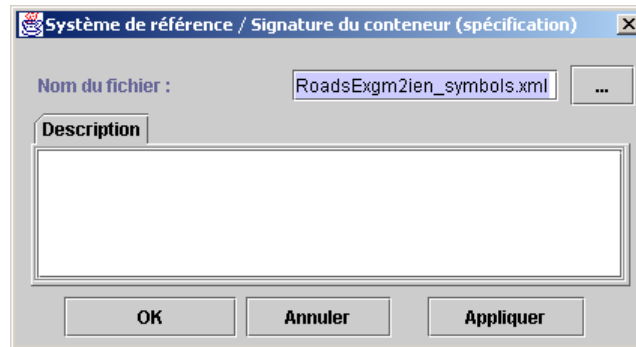 Système de référence / Signature du conteneur (spécification)
Nom du fichier : RoadsExgm2ien_symbols.xml ...
Description
OK Annuler Appliquer